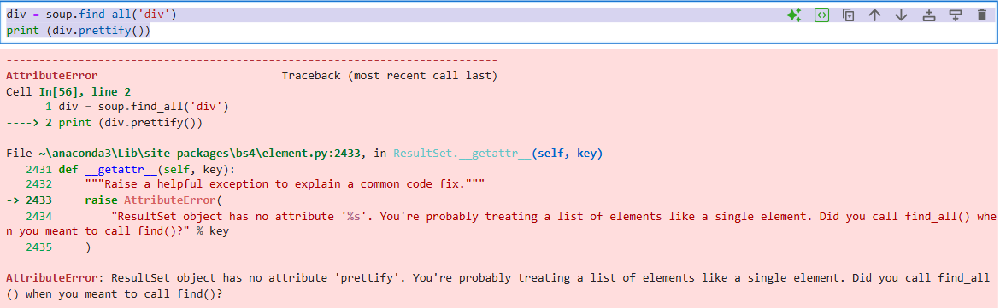 div = soup.find_all('div')
print (div.prettify())
---------------------------------------------------------------------------
AttributeError                            Traceback (most recent call last)
Cell In[56], line 2
      1 div = soup.find_all('div')
----> 2 print (div.prettify())

File ~\anaconda3\Lib\site-packages\bs4\element.py:2433, in ResultSet.__getattr__(self, key)
   2431 def __getattr__(self, key):
   2432     """Raise a helpful exception to explain a common code fix."""
-> 2433     raise AttributeError(
   2434         "ResultSet object has no attribute '%s'. You're probably treating a list of elements like a single element. Did you call find_all() whe
n you meant to call find()?" % key
   2435     )

AttributeError: ResultSet object has no attribute 'prettify'. You're probably treating a list of elements like a single element. Did you call find_all
() when you meant to call find()?